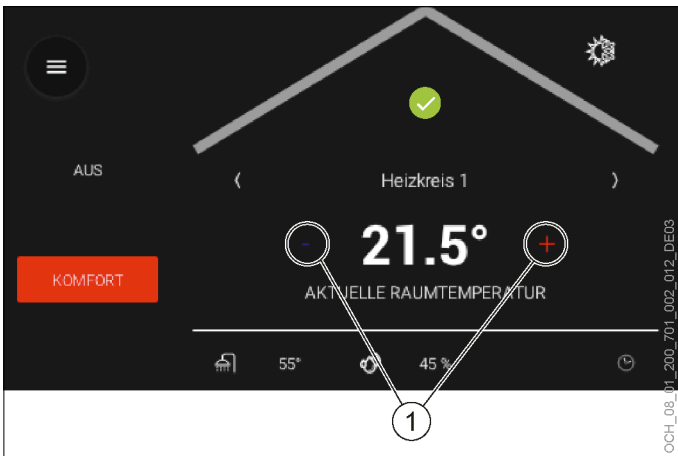 AUS
‹ Heizkreis 1 ›
- 21.5° +
KOMFORT
AKTUELLE RAUMTEMPERATUR
55° 45 %
1
OCH_08_01_200_701_002_012_DE03